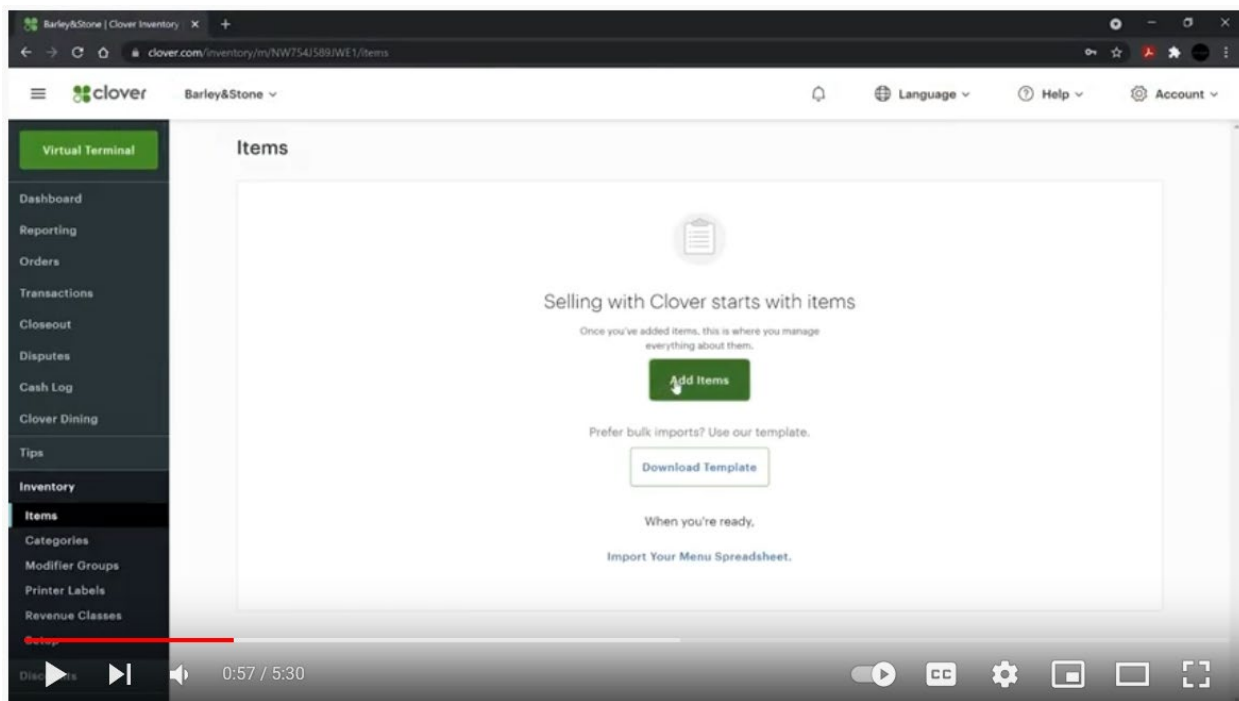 Barley&Stone | Clover Inventory
clover.com/inventory/m/NW754J589JWE1/items
clover
Barley&Stone
Language
Help
Account
Virtual Terminal
Items
Dashboard
Reporting
Orders
Transactions
Closeout
Disputes
Cash Log
Clover Dining
Tips
Inventory
Items
Categories
Modifier Groups
Printer Labels
Revenue Classes
Setup
Selling with Clover starts with items
Once you've added items, this is where you manage
everything about them.
Add Items
Prefer bulk imports? Use our template.
Download Template
When you're ready,
Import Your Menu Spreadsheet.
0:57 / 5:30
CC